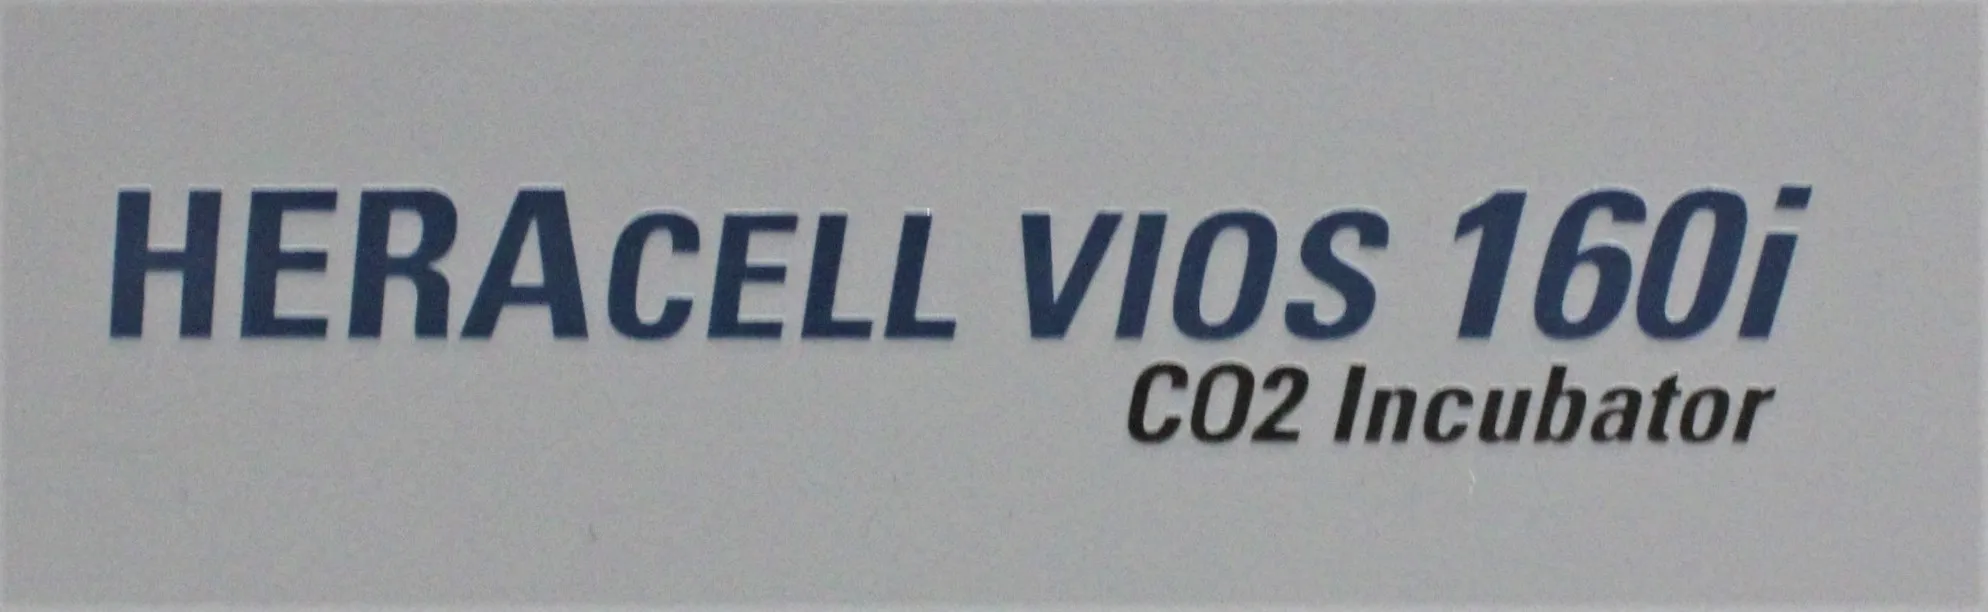 HERACELL VIOS 160i
CO2 Incubator